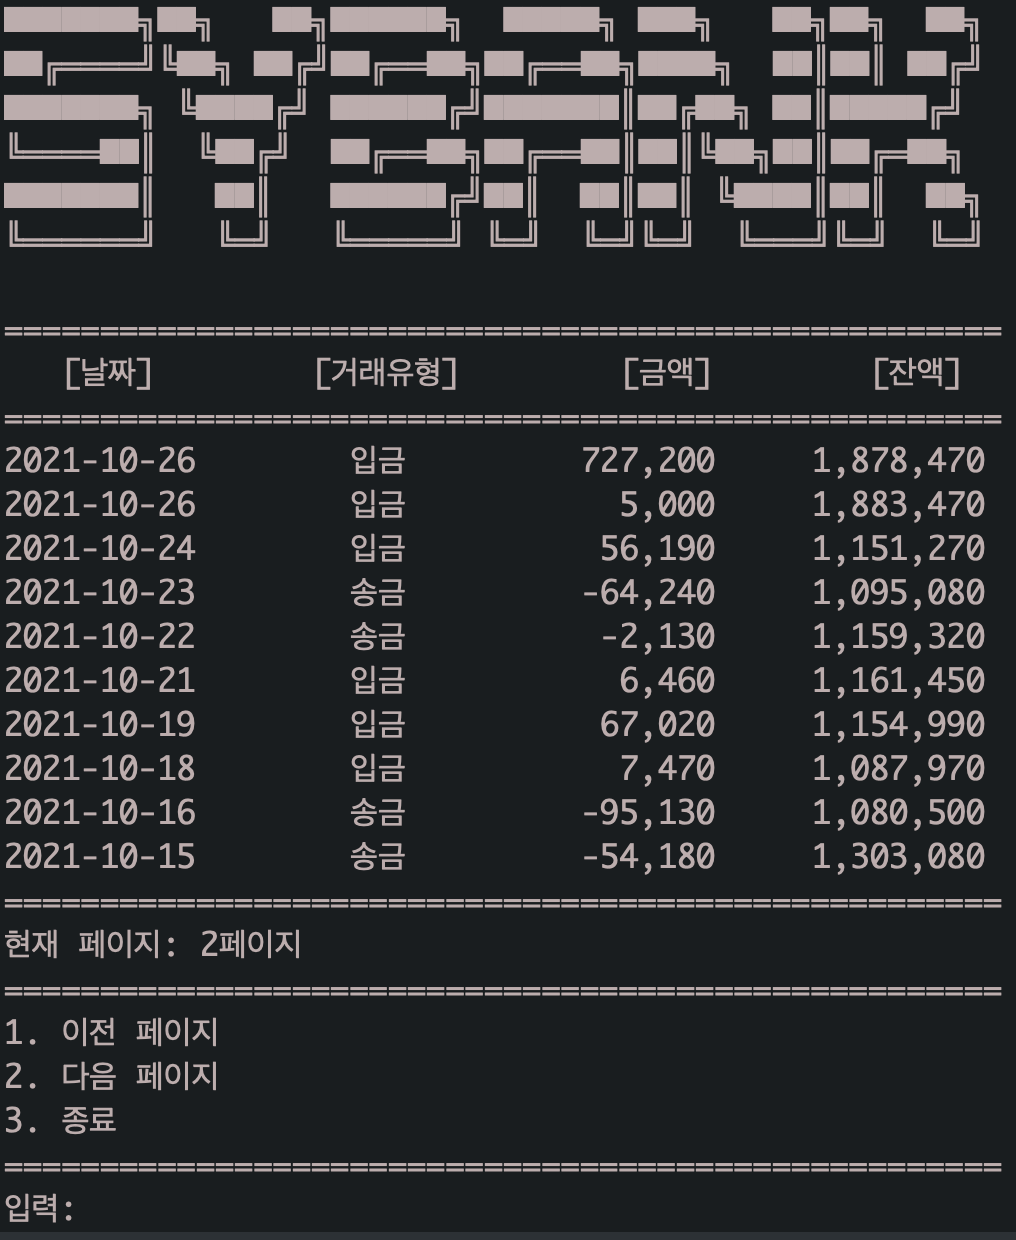 SYBANK
[날짜] [거래유형] [금액] [잔액]
2021-10-26 입금 727,200 1,878,470
2021-10-26 입금 5,000 1,883,470
2021-10-24 입금 56,190 1,151,270
2021-10-23 송금 -64,240 1,095,080
2021-10-22 송금 -2,130 1,159,320
2021-10-21 입금 6,460 1,161,450
2021-10-19 입금 67,020 1,154,990
2021-10-18 입금 7,470 1,087,970
2021-10-16 송금 -95,130 1,080,500
2021-10-15 송금 -54,180 1,303,080
현재 페이지: 2페이지
1. 이전 페이지
2. 다음 페이지
3. 종료
입력: